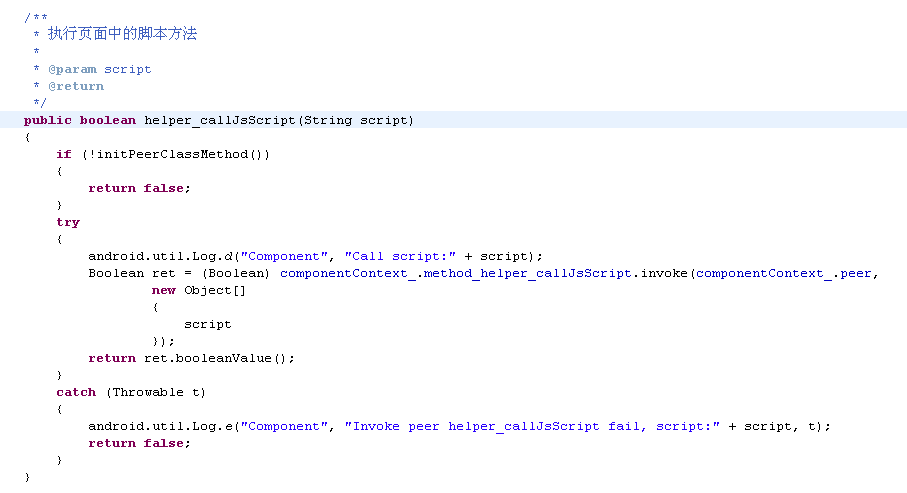 /**
 * 执行页面中的脚本方法
 *
 * @param script
 * @return
 */
public boolean helper_callJsScript(String script)
{
    if (!initPeerClassMethod())
    {
        return false;
    }
    try
    {
        android.util.Log.d("Component", "Call script:" + script);
        Boolean ret = (Boolean) componentContext_.method_helper_callJsScript.invoke(componentContext_.peer,
                new Object[]
                {
                    script
                });
        return ret.booleanValue();
    }
    catch (Throwable t)
    {
        android.util.Log.e("Component", "Invoke peer helper_callJsScript fail, script:" + script, t);
        return false;
    }
}